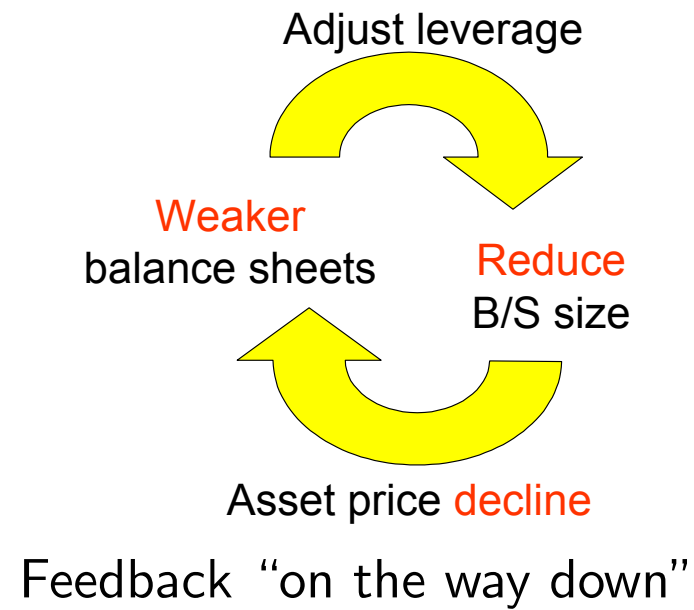 Adjust leverage
Weaker
balance sheets
Reduce
B/S size
Asset price decline
Feedback “on the way down”